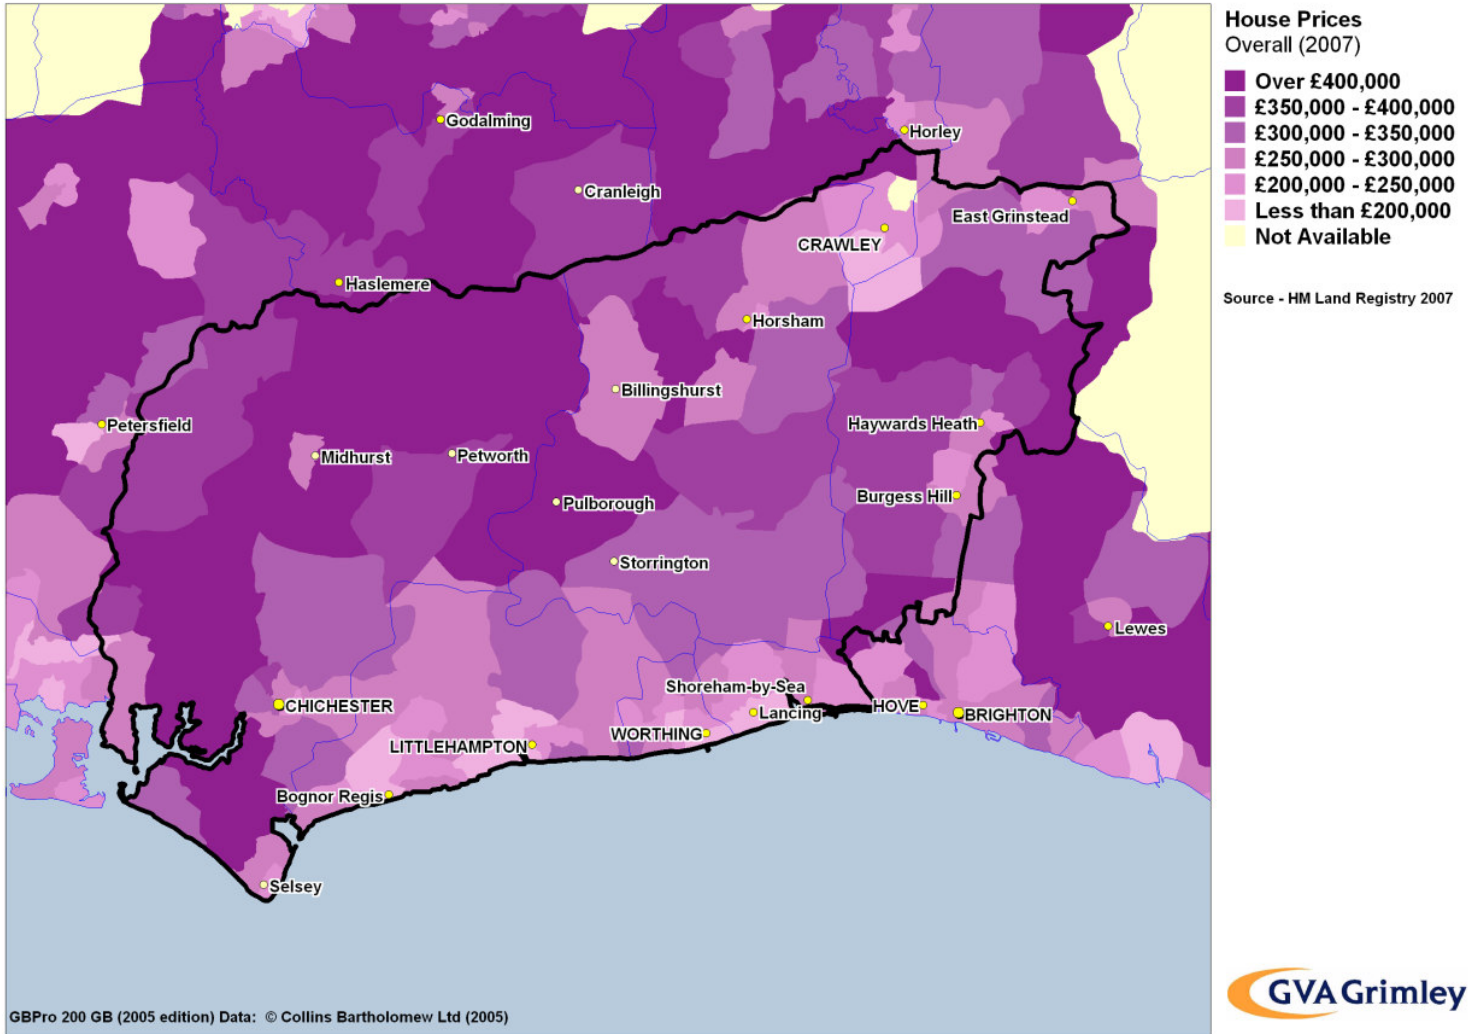 House Prices
Overall (2007)
Over £400,000
£350,000 - £400,000
£300,000 - £350,000
£250,000 - £300,000
£200,000 - £250,000
Less than £200,000
Not Available
Source - HM Land Registry 2007
Godalming
Horley
Cranleigh
East Grinstead
CRAWLEY
Haslemere
Horsham
Billingshurst
Petersfield
Haywards Heath
Midhurst
Petworth
Burgess Hill
Pulborough
Storrington
Lewes
Shoreham-by-Sea
CHICHESTER
HOVE
Lancing
BRIGHTON
WORTHING
LITTLEHAMPTON
Bognor Regis
Selsey
GVA Grimley
GBPro 200 GB (2005 edition) Data: © Collins Bartholomew Ltd (2005)